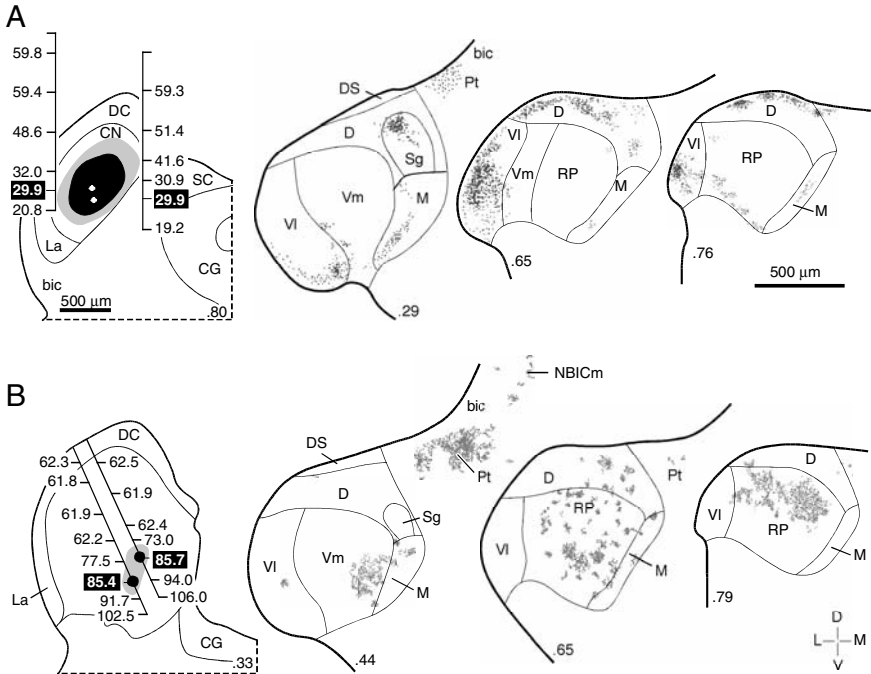 A
59.8
59.4
48.6
32.0
29.9
20.8
59.3
51.4
41.6
30.9
29.9
19.2
DC
CN
SC
La
CG
bic
500 µm
.80
bic
Pt
DS
D
Sg
Vm
M
Vl
.29
D
Vl
Vm
RP
M
.65
D
Vl
RP
M
.76
500 µm
B
DC
62.3
61.8
61.9
62.2
77.5
85.4
91.7
102.5
62.5
61.9
62.4
73.0
85.7
94.0
106.0
La
CG
.33
NBICm
bic
DS
Pt
D
Sg
Vm
Vl
M
.44
D
Pt
RP
Vl
M
.65
D
Vl
RP
M
.79
D
L M
V